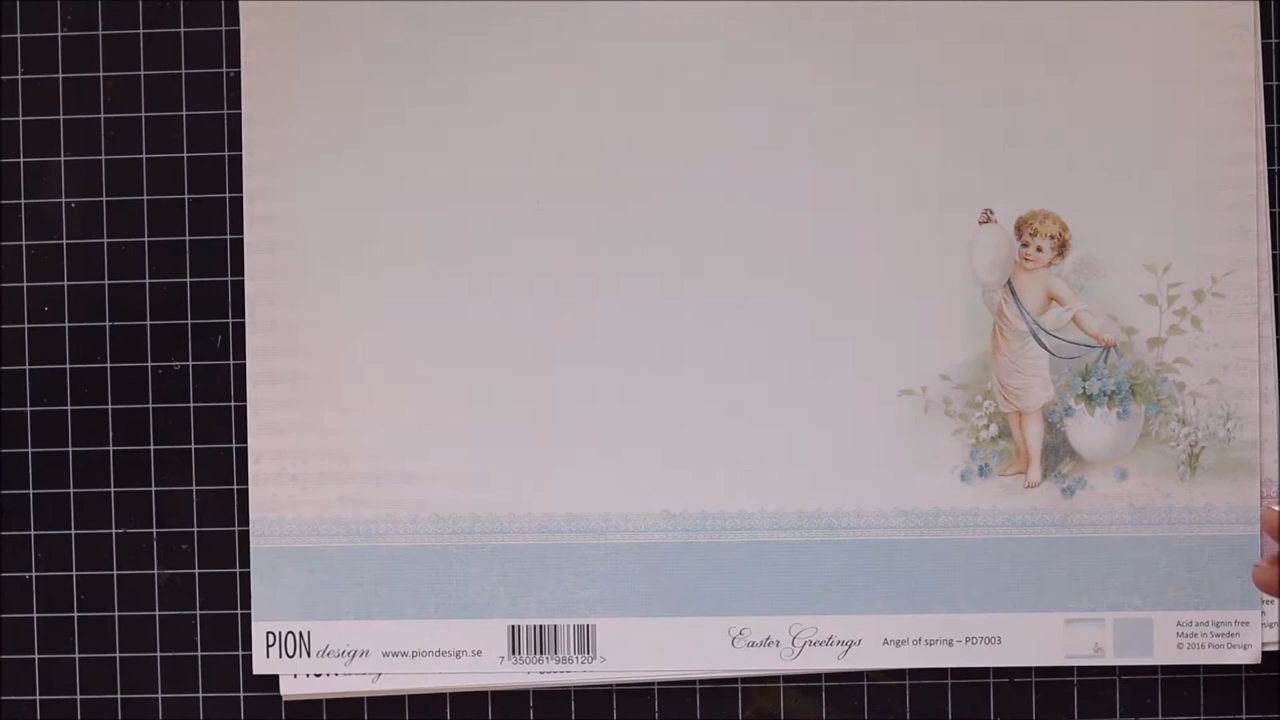 PION design www.piondesign.se
7 350061 986120 >
Easter Greetings Angel of spring – PD7003
Acid and lignin free
Made in Sweden
© 2016 Pion Design